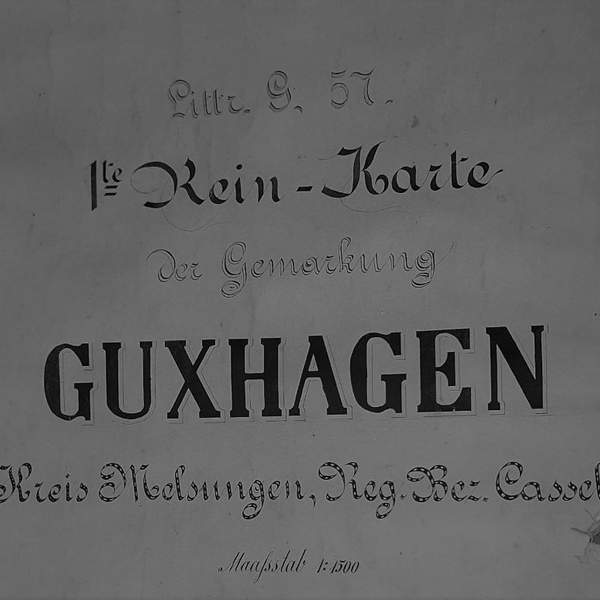 Littr. G. 57.
1te Rein-Karte
der Gemarkung
GUXHAGEN
Kreis Melsungen, Reg. Bez. Cassel
Maaſsstab 1:1500